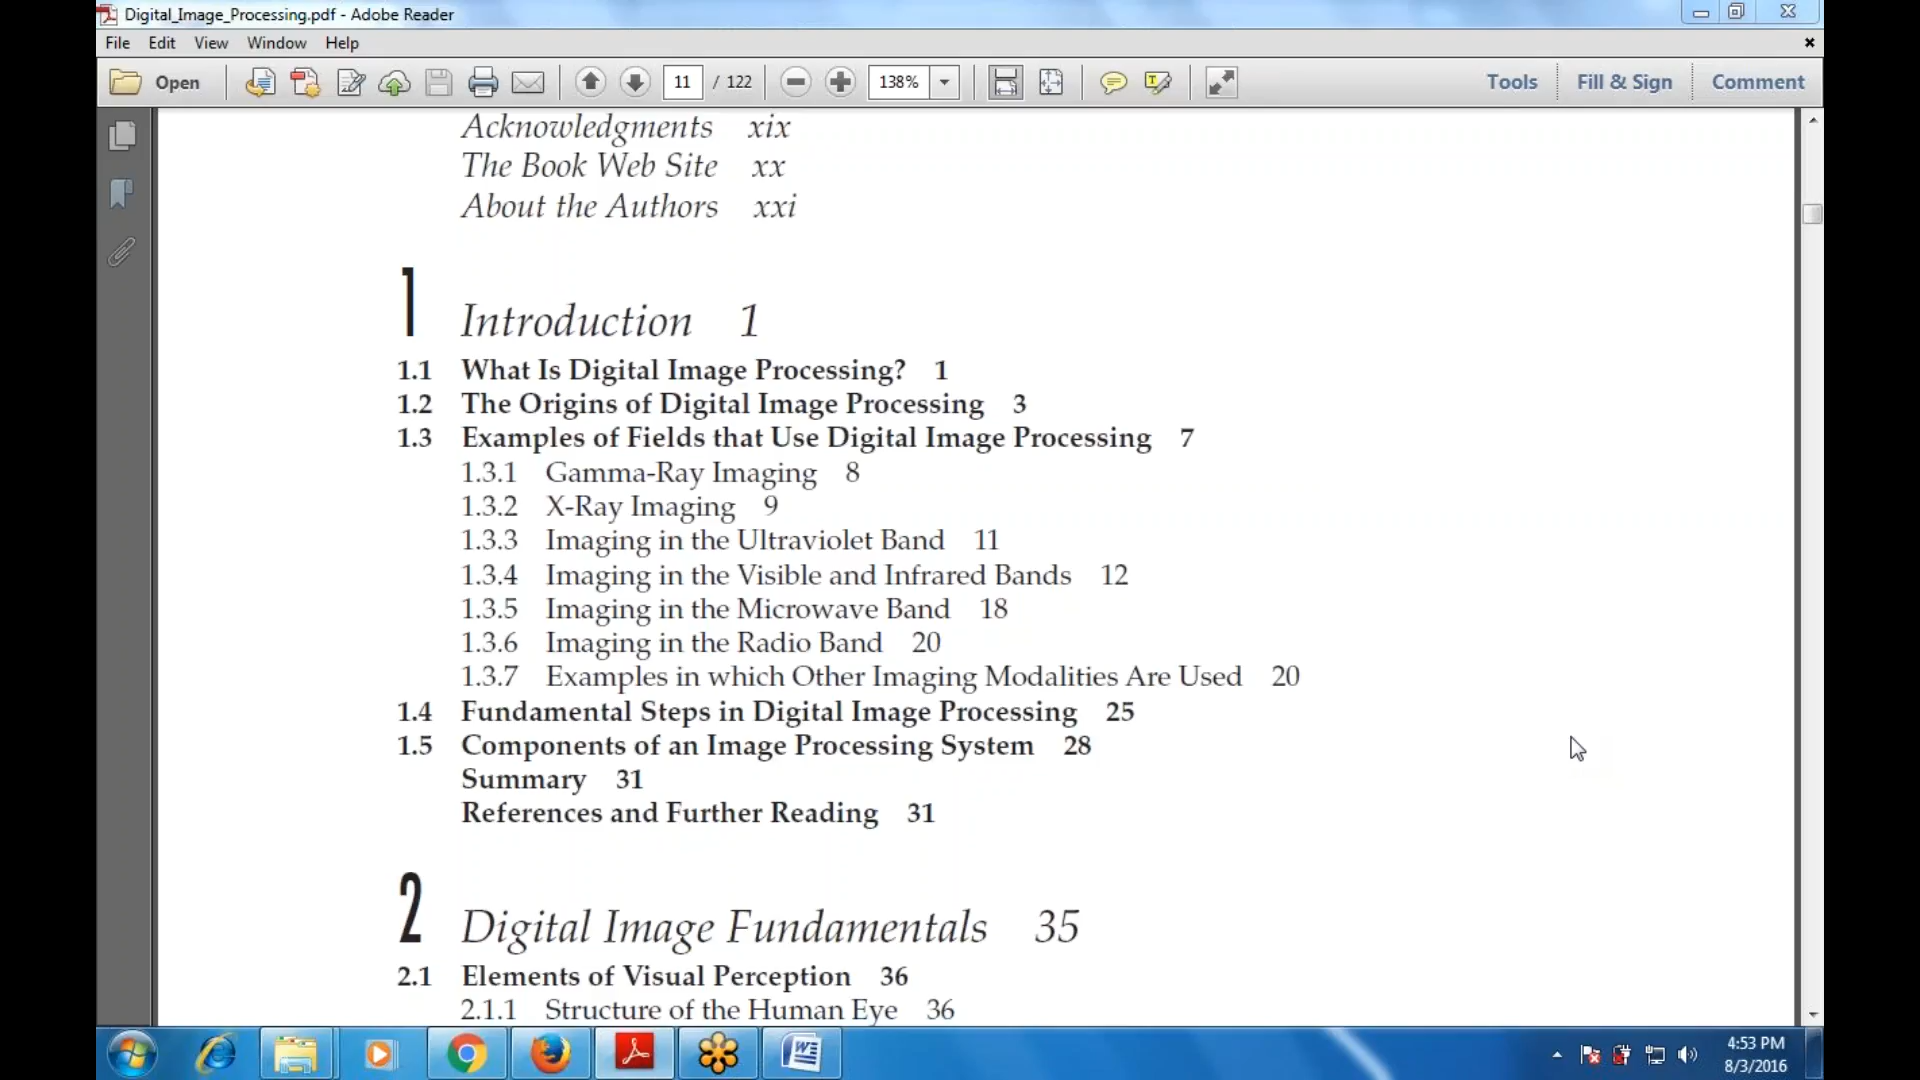 Digital_Image_Processing.pdf - Adobe Reader
File Edit View Window Help
Open 11 / 122 138% Tools Fill & Sign Comment
Acknowledgments xix
The Book Web Site xx
About the Authors xxi
1 Introduction 1
1.1 What Is Digital Image Processing? 1
1.2 The Origins of Digital Image Processing 3
1.3 Examples of Fields that Use Digital Image Processing 7
1.3.1 Gamma-Ray Imaging 8
1.3.2 X-Ray Imaging 9
1.3.3 Imaging in the Ultraviolet Band 11
1.3.4 Imaging in the Visible and Infrared Bands 12
1.3.5 Imaging in the Microwave Band 18
1.3.6 Imaging in the Radio Band 20
1.3.7 Examples in which Other Imaging Modalities Are Used 20
1.4 Fundamental Steps in Digital Image Processing 25
1.5 Components of an Image Processing System 28
Summary 31
References and Further Reading 31
2 Digital Image Fundamentals 35
2.1 Elements of Visual Perception 36
2.1.1 Structure of the Human Eye 36
4:53 PM
8/3/2016